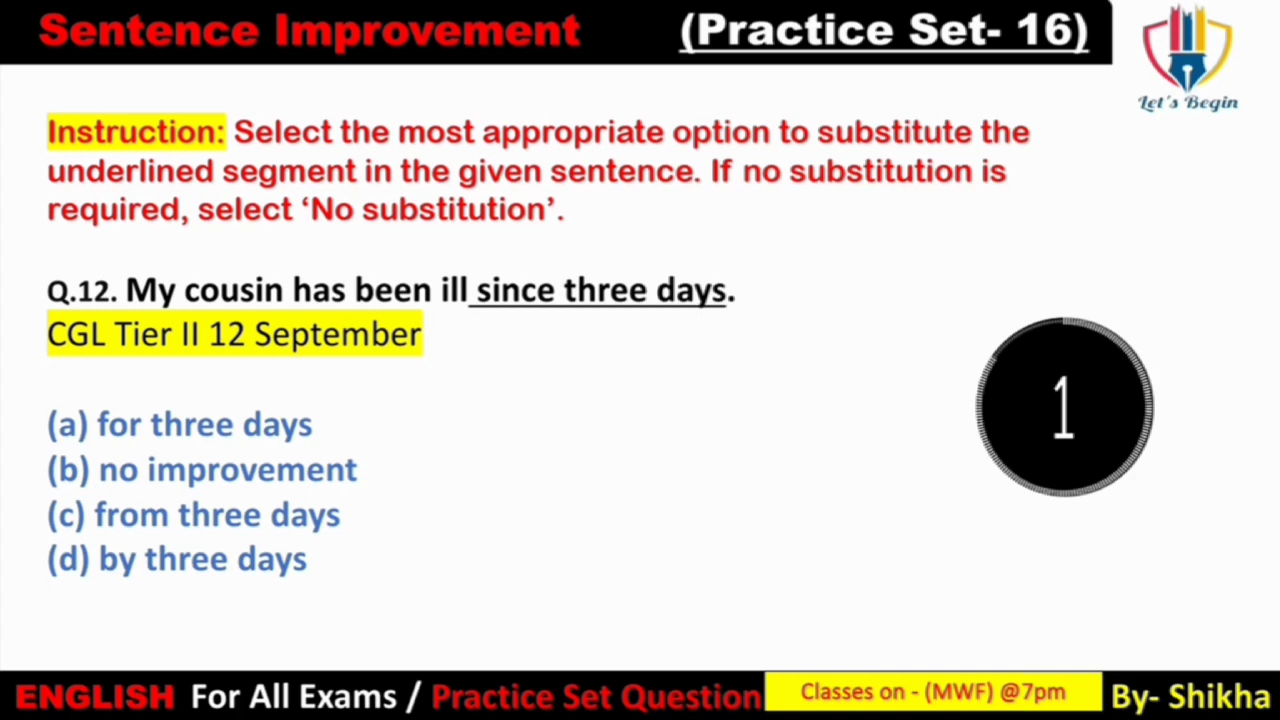 Sentence Improvement (Practice Set- 16)
Let's Begin
Instruction: Select the most appropriate option to substitute the
underlined segment in the given sentence. If no substitution is
required, select ‘No substitution’.
Q.12. My cousin has been ill since three days.
CGL Tier II 12 September
(a) for three days
(b) no improvement
(c) from three days
(d) by three days
1
ENGLISH For All Exams / Practice Set Question Classes on - (MWF) @7pm By- Shikha